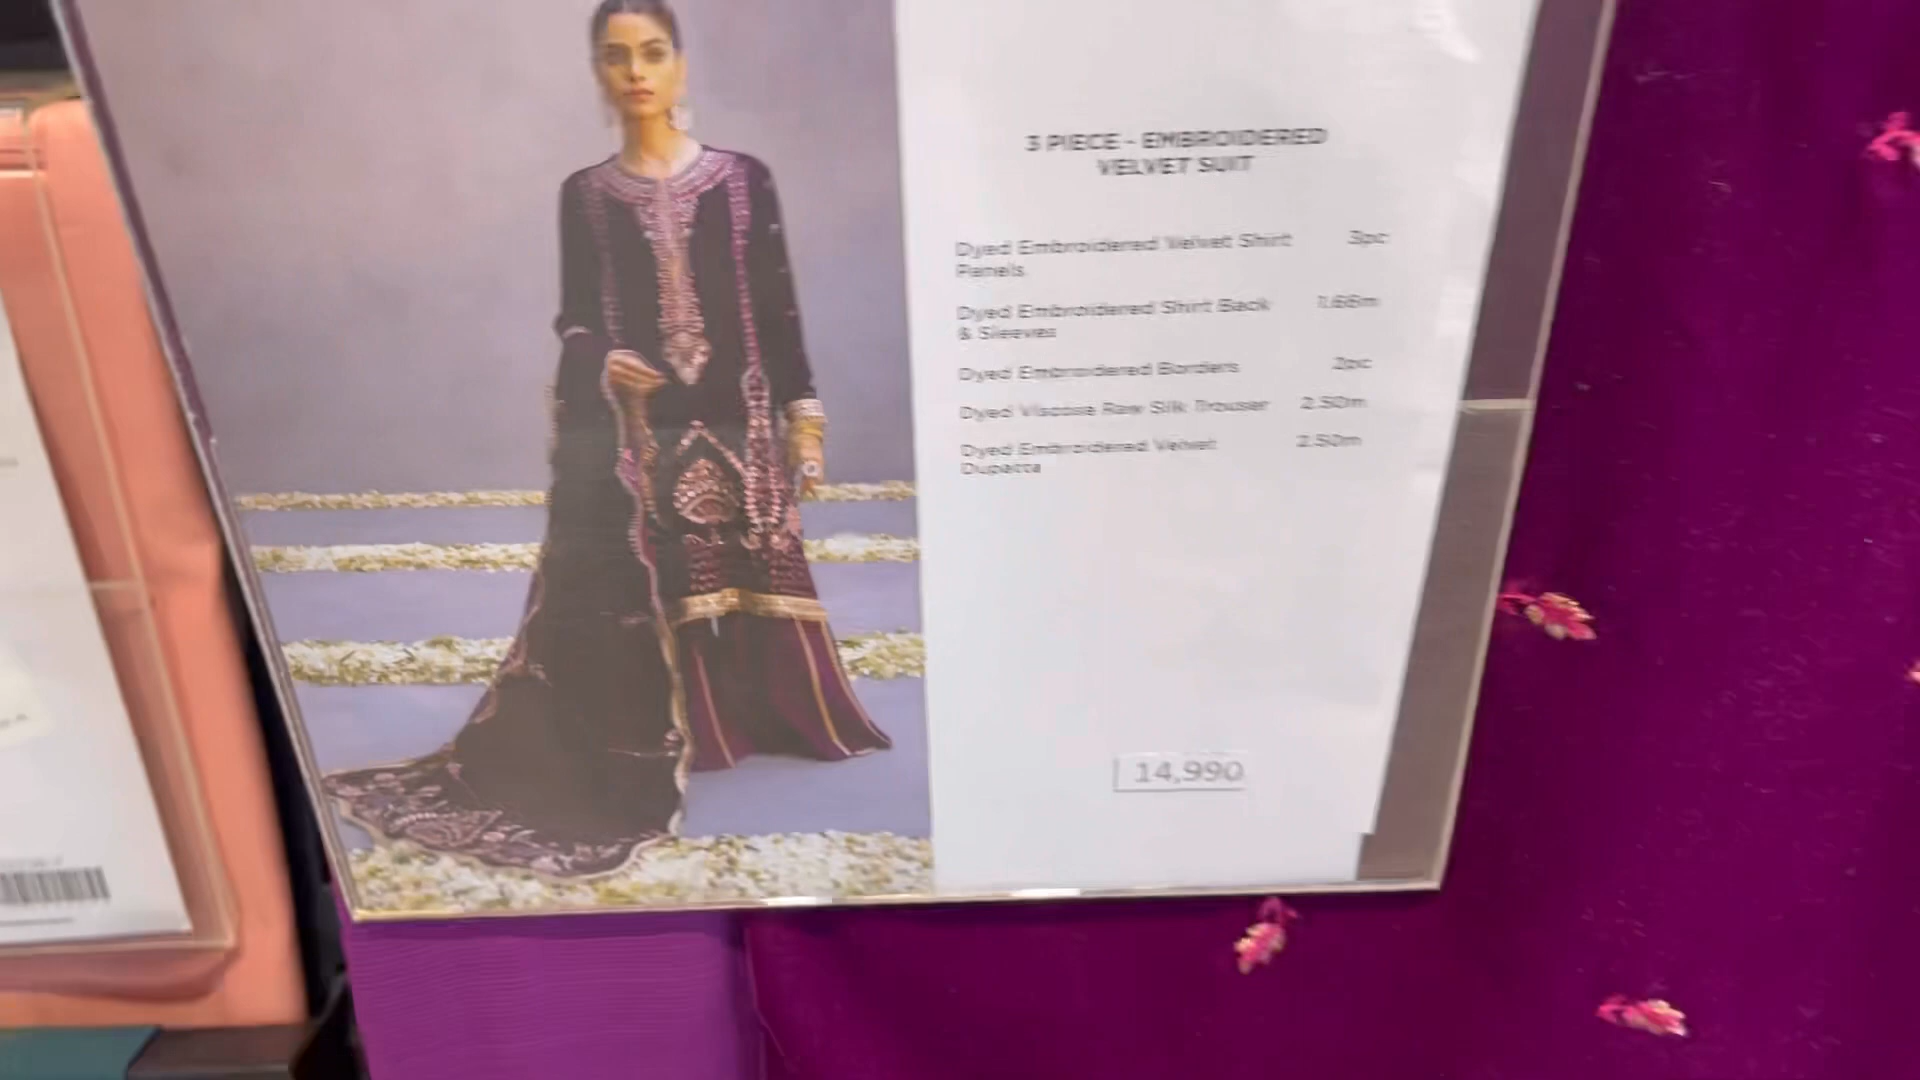 3 PIECE - EMBROIDERED
VELVET SUIT
Dyed Embroidered Velvet Shirt 3pc
Panels
Dyed Embroidered Shirt Back 1.66m
& Sleeves
Dyed Embroidered Borders 2pc
Dyed Viscose Raw Silk Trouser 2.50m
Dyed Embroidered Velvet 2.50m
Dupatta
14,990